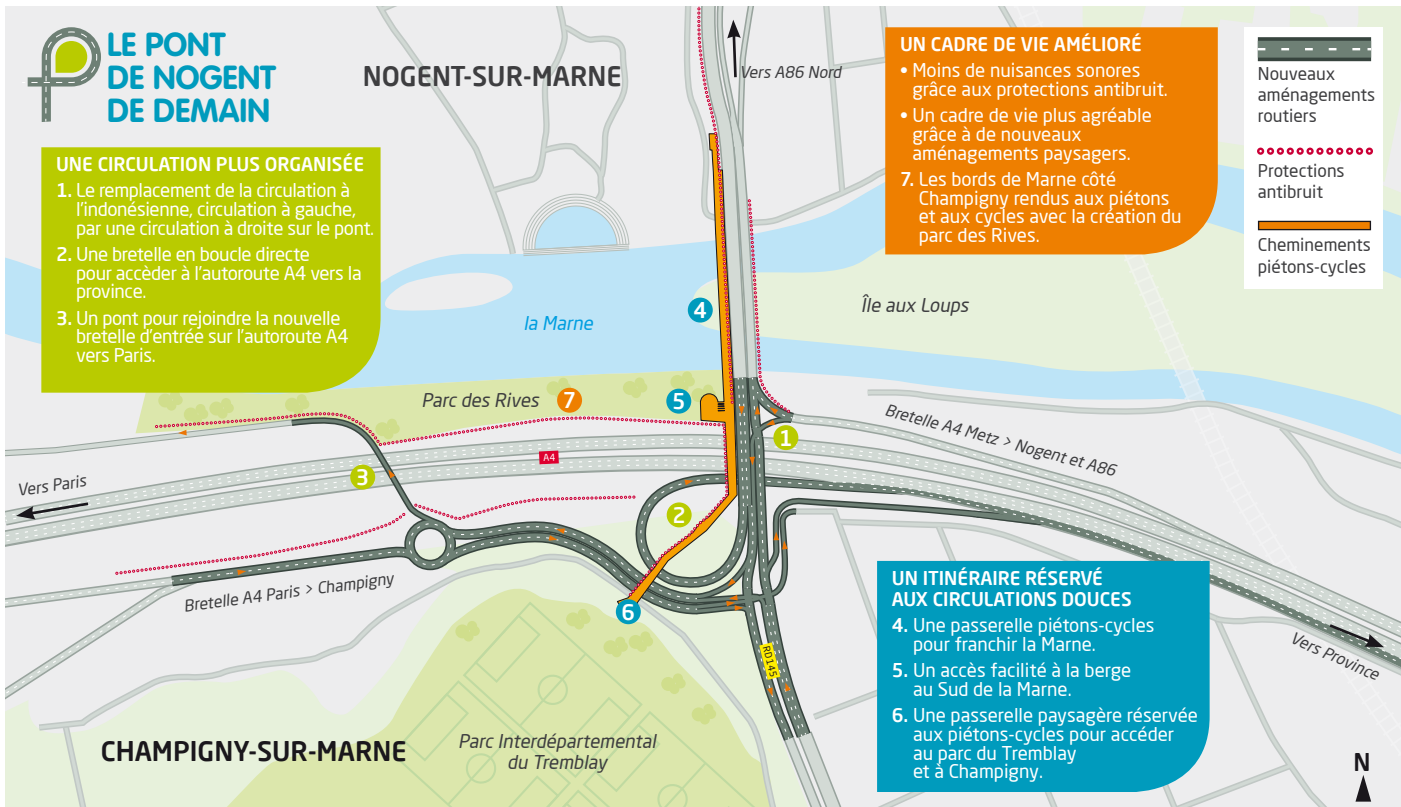 LE PONT
DE NOGENT
DE DEMAIN
NOGENT-SUR-MARNE
Vers A86 Nord
UNE CIRCULATION PLUS ORGANISÉE
1. Le remplacement de la circulation à
l'indonésienne, circulation à gauche,
par une circulation à droite sur le pont.
2. Une bretelle en boucle directe
pour accèder à l'autoroute A4 vers la
province.
3. Un pont pour rejoindre la nouvelle
bretelle d'entrée sur l'autoroute A4
vers Paris.
UN CADRE DE VIE AMÉLIORÉ
• Moins de nuisances sonores
grâce aux protections antibruit.
• Un cadre de vie plus agréable
grâce à de nouveaux
aménagements paysagers.
7. Les bords de Marne côté
Champigny rendus aux piétons
et aux cycles avec la création du
parc des Rives.
Nouveaux
aménagements
routiers
Protections
antibruit
Cheminements
piétons-cycles
la Marne
4
Île aux Loups
Parc des Rives 7
5
1
Bretelle A4 Metz > Nogent et A86
A4
3
Vers Paris
2
Bretelle A4 Paris > Champigny
6
RD145
Vers Province
UN ITINÉRAIRE RÉSERVÉ
AUX CIRCULATIONS DOUCES
4. Une passerelle piétons-cycles
pour franchir la Marne.
5. Un accès facilité à la berge
au Sud de la Marne.
6. Une passerelle paysagère réservée
aux piétons-cycles pour accéder
au parc du Tremblay
et à Champigny.
CHAMPIGNY-SUR-MARNE
Parc Interdépartemental
du Tremblay
N